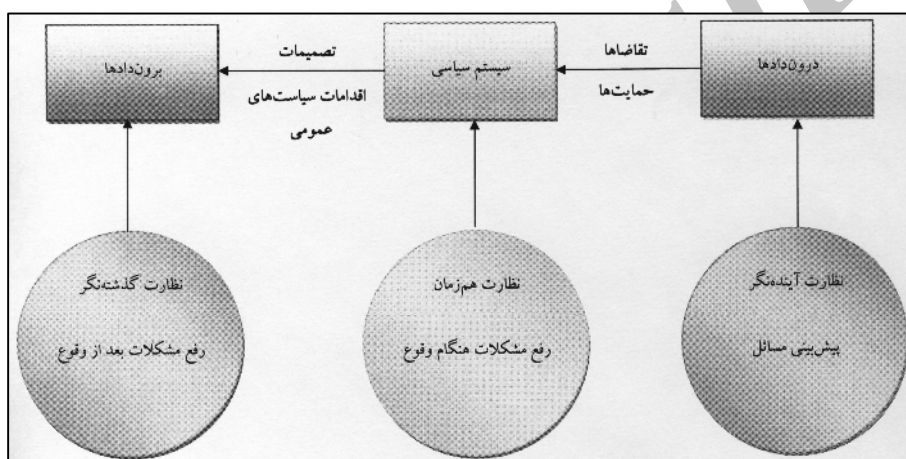 درون‌دادها
تقاضاها
حمایت‌ها
سیستم سیاسی
تصمیمات
اقدامات سیاست‌های
عمومی
برون‌دادها
نظارت آینده‌نگر
پیش‌بینی مسائل
نظارت هم‌زمان
رفع مشکلات هنگام وقوع
نظارت گذشته‌نگر
رفع مشکلات بعد از وقوع